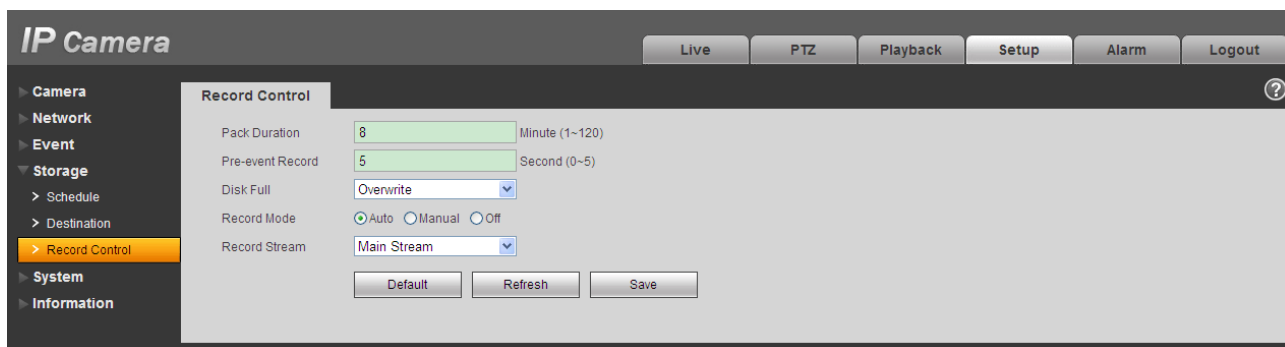 IP Camera
Live PTZ Playback Setup Alarm Logout
Camera
Network
Event
Storage
> Schedule
> Destination
> Record Control
System
Information
Record Control
?
Pack Duration 8 Minute (1~120)
Pre-event Record 5 Second (0~5)
Disk Full Overwrite
Record Mode Auto Manual Off
Record Stream Main Stream
Default Refresh Save